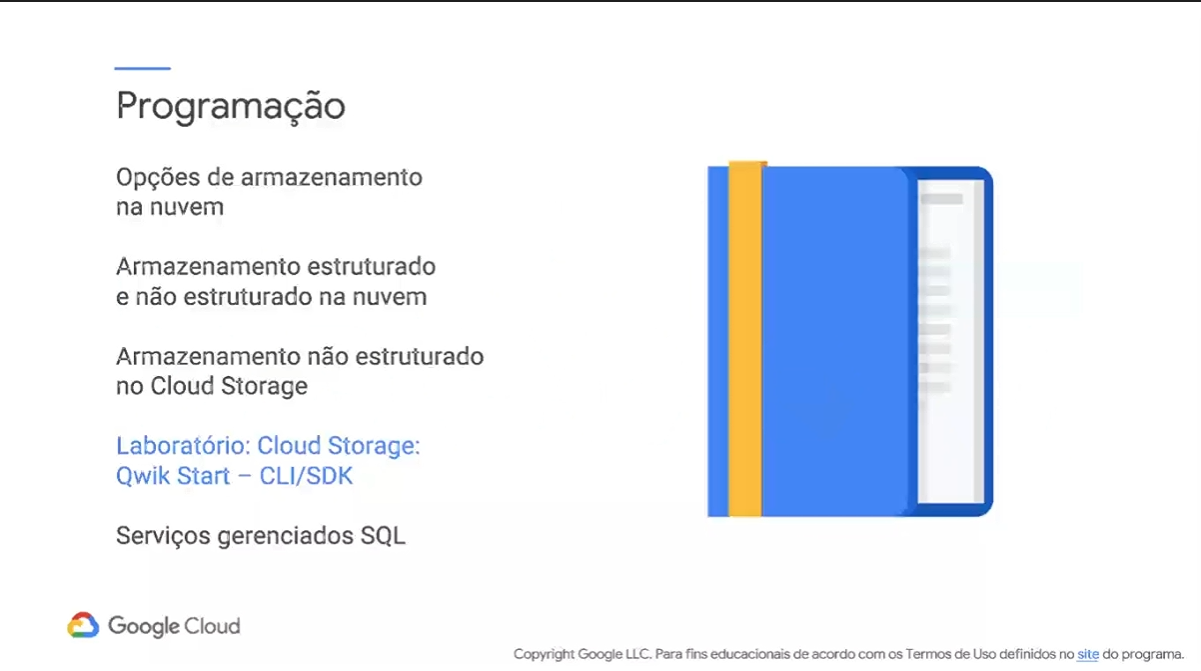 Programação
Opções de armazenamento
na nuvem
Armazenamento estruturado
e não estruturado na nuvem
Armazenamento não estruturado
no Cloud Storage
Laboratório: Cloud Storage:
Qwik Start – CLI/SDK
Serviços gerenciados SQL
Google Cloud
Copyright Google LLC. Para fins educacionais de acordo com os Termos de Uso definidos no site do programa.